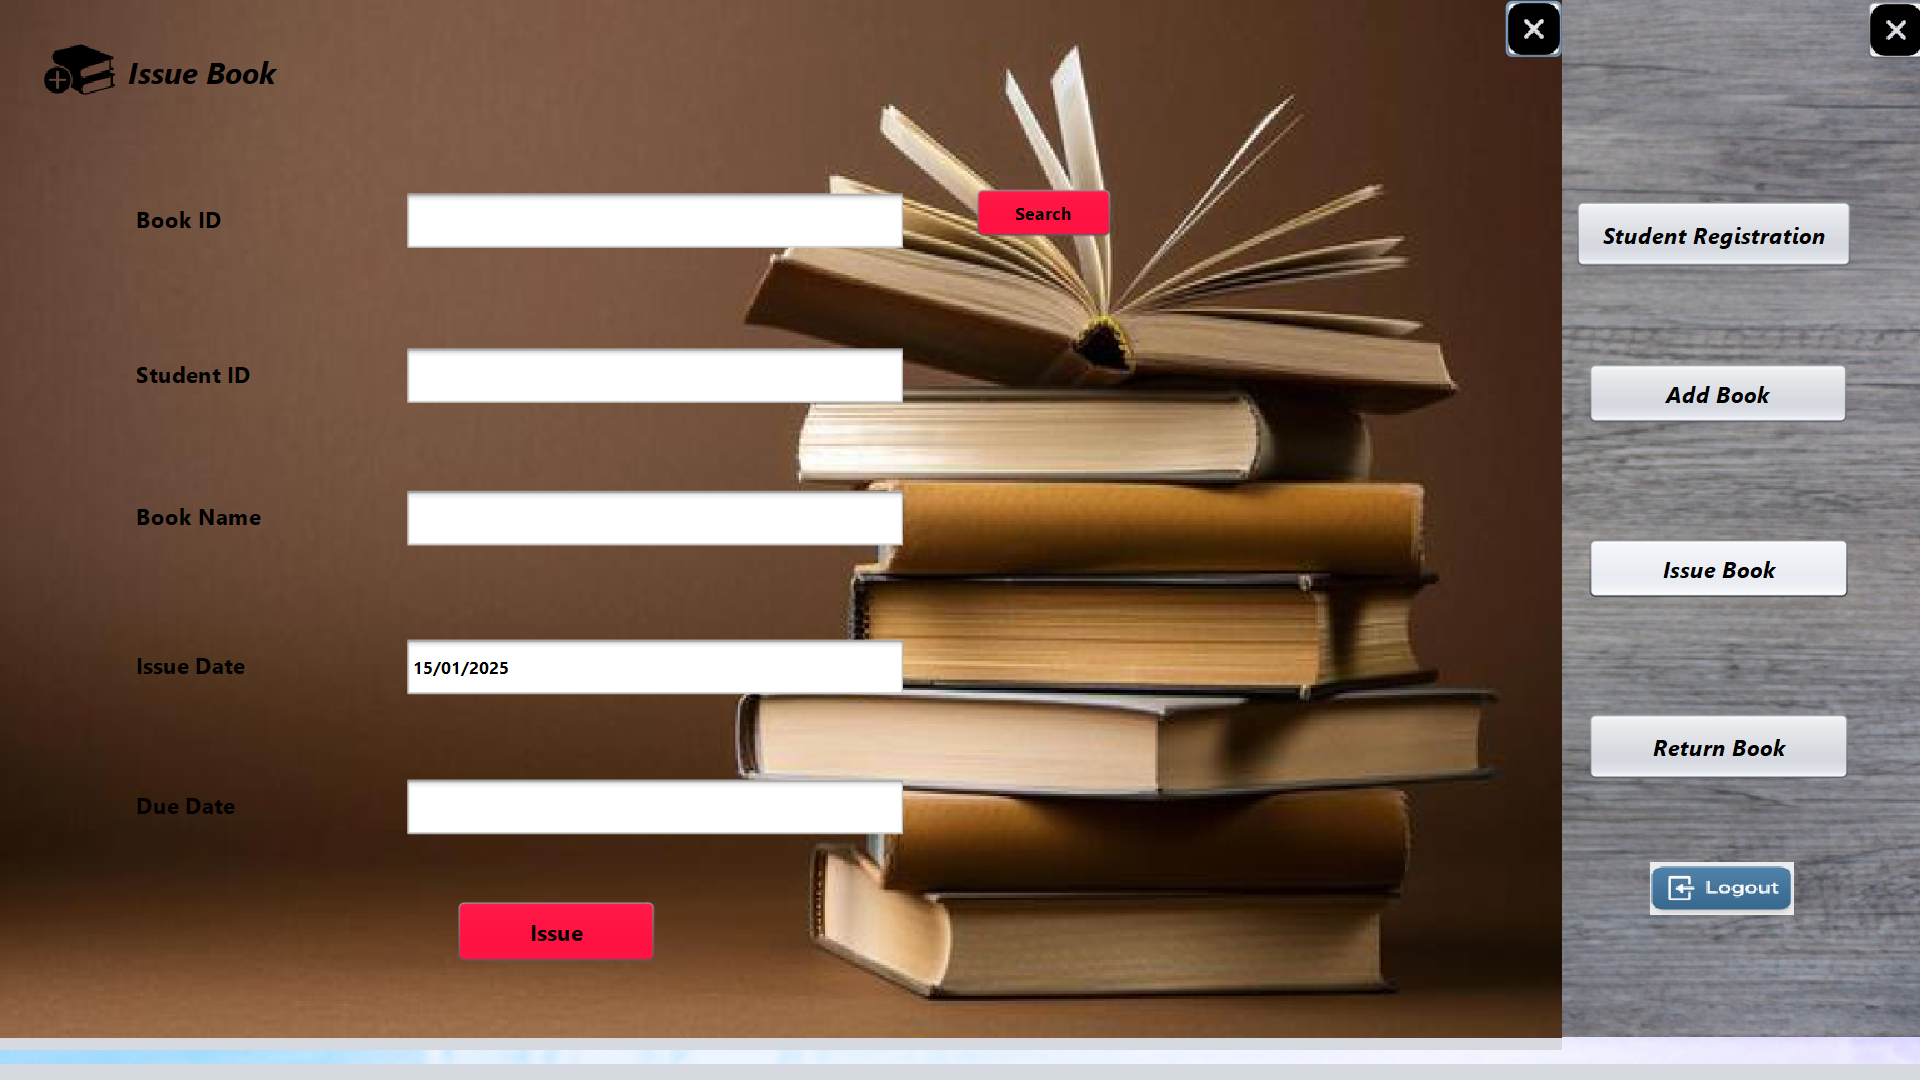 Issue Book
Book ID
Search
Student ID
Book Name
Issue Date
15/01/2025
Due Date
Issue
Student Registration
Add Book
Issue Book
Return Book
Logout